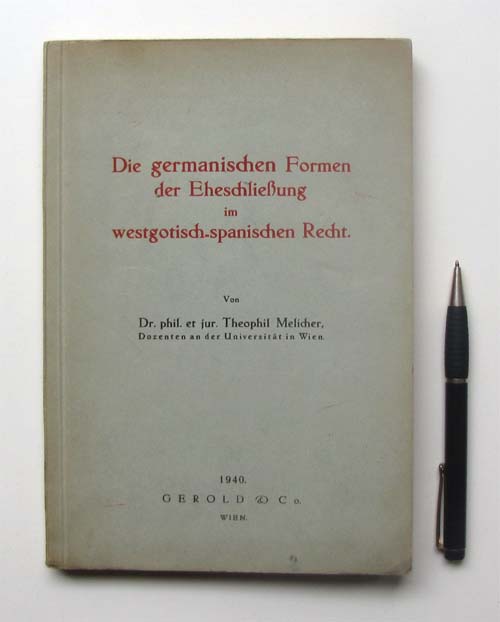 Die germanischen Formen
der Eheschließung
im
westgotisch-spanischen Recht.
Von
Dr. phil. et jur. Theophil Melicher,
Dozenten an der Universität in Wien.
1940.
GEROLD & Co.
WIEN.